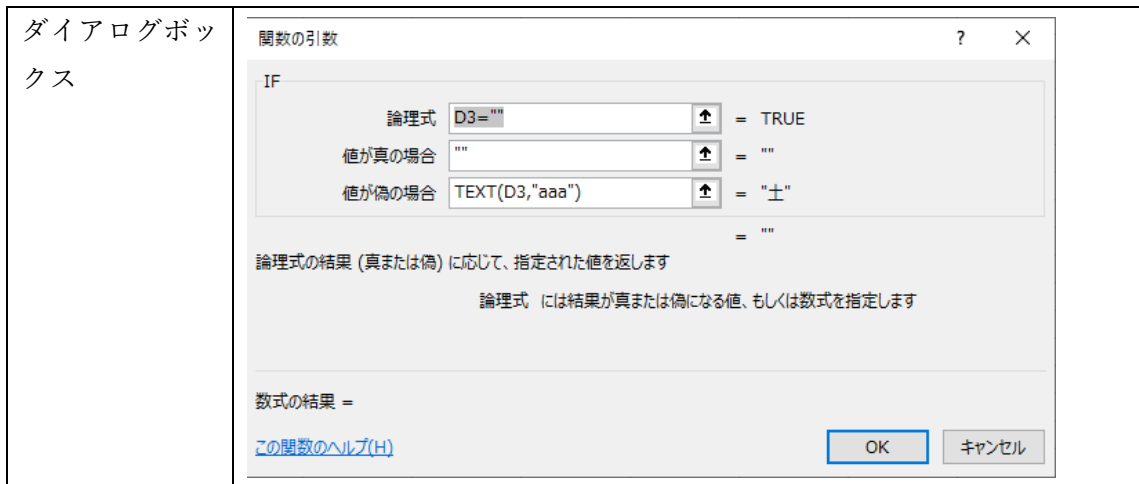 ダイアログボッ
クス
関数の引数 ? ×
IF
論理式 D3="" = TRUE
値が真の場合 "" = ""
値が偽の場合 TEXT(D3,"aaa") = "土"
= ""
論理式の結果 (真または偽) に応じて、指定された値を返します
論理式 には結果が真または偽になる値、もしくは数式を指定します
数式の結果 =
この関数のヘルプ(H) OK キャンセル